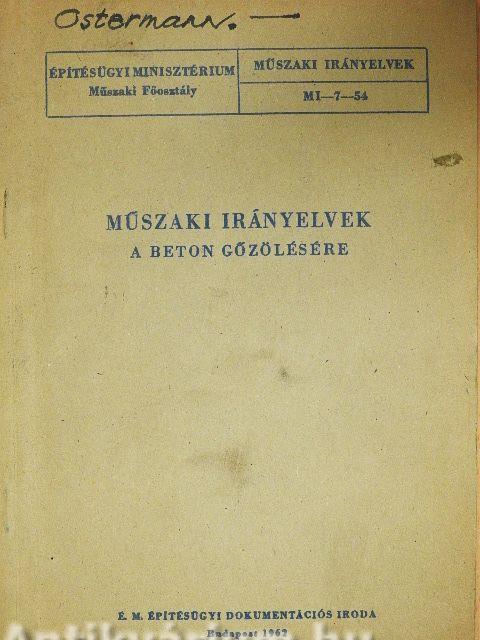 Ostermann. —
ÉPÍTÉSÜGYI MINISZTÉRIUM
Műszaki Főosztály
MŰSZAKI IRÁNYELVEK
MI—7—54
MŰSZAKI IRÁNYELVEK
A BETON GŐZÖLÉSÉRE
É. M. ÉPÍTÉSÜGYI DOKUMENTÁCIÓS IRODA
Budapest 1962